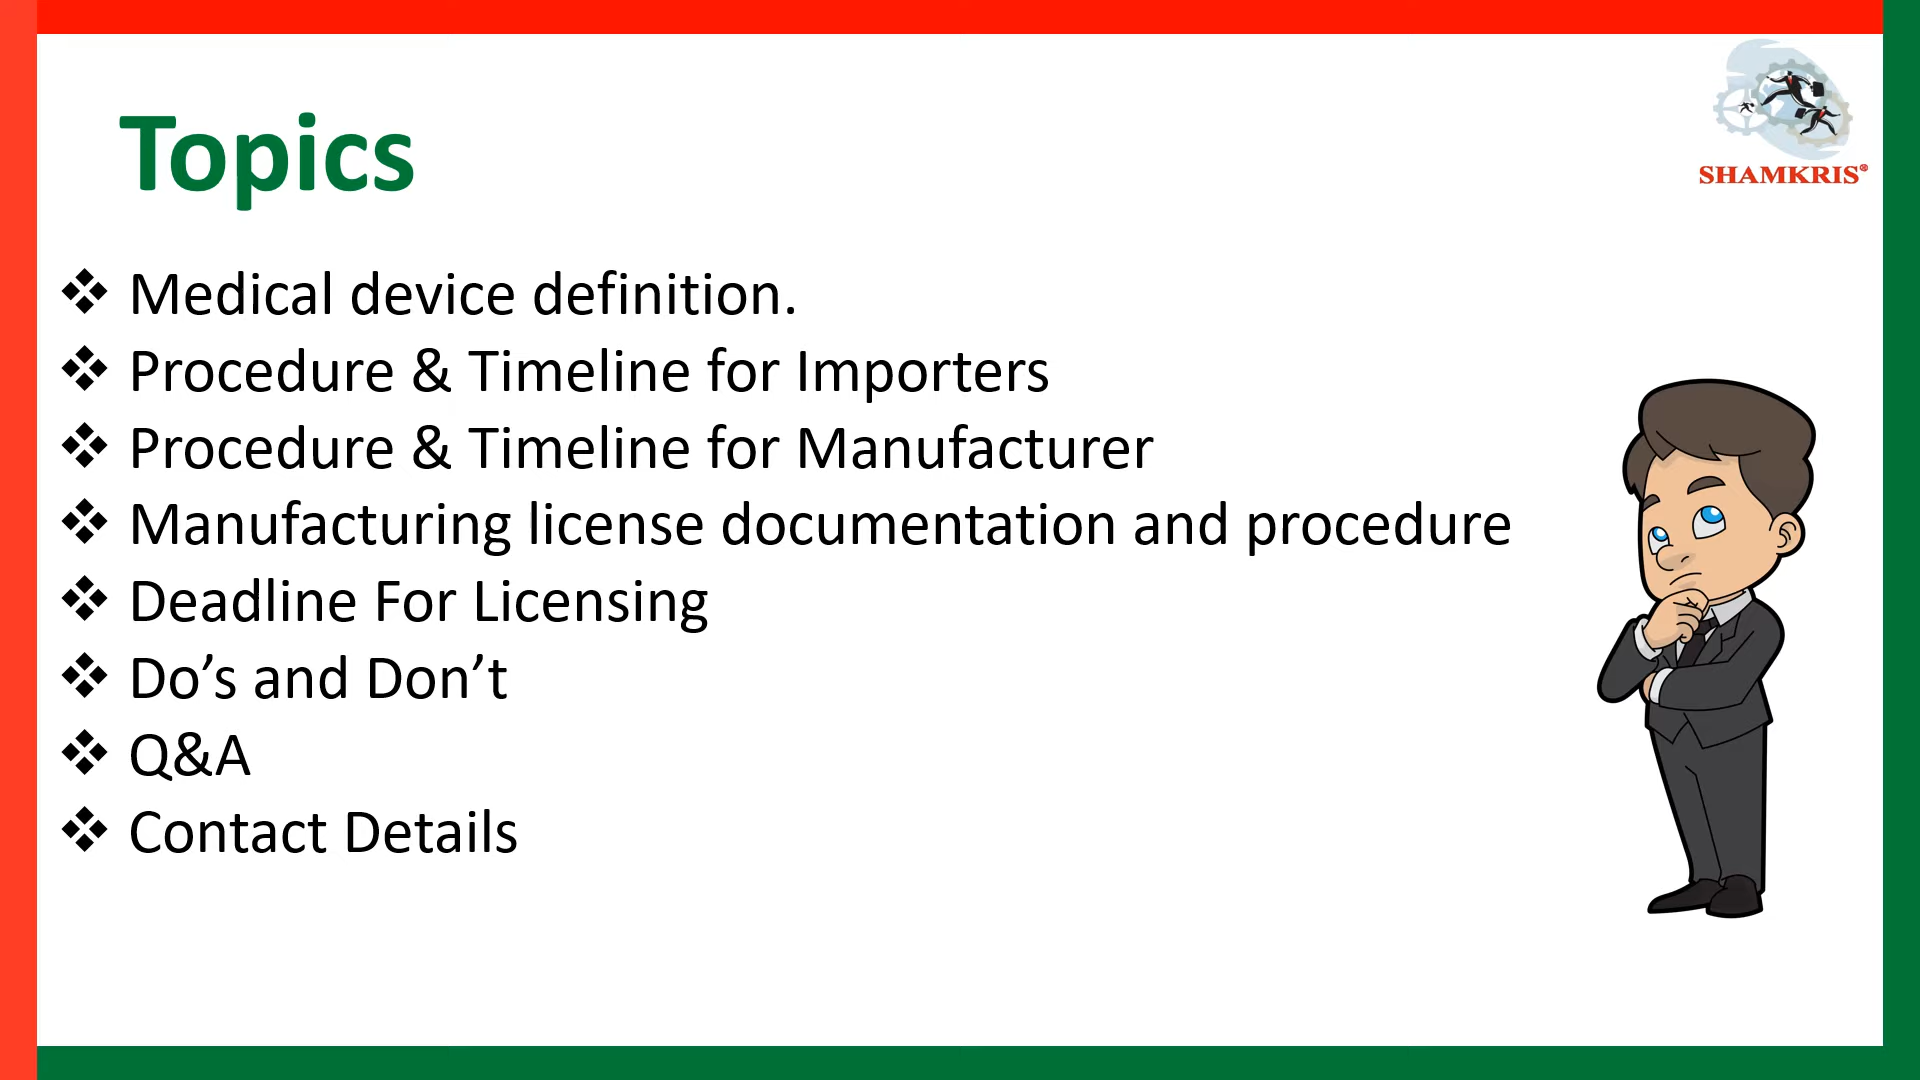 SHAMKRIS®
Topics
❖ Medical device definition.
❖ Procedure & Timeline for Importers
❖ Procedure & Timeline for Manufacturer
❖ Manufacturing license documentation and procedure
❖ Deadline For Licensing
❖ Do’s and Don’t
❖ Q&A
❖ Contact Details